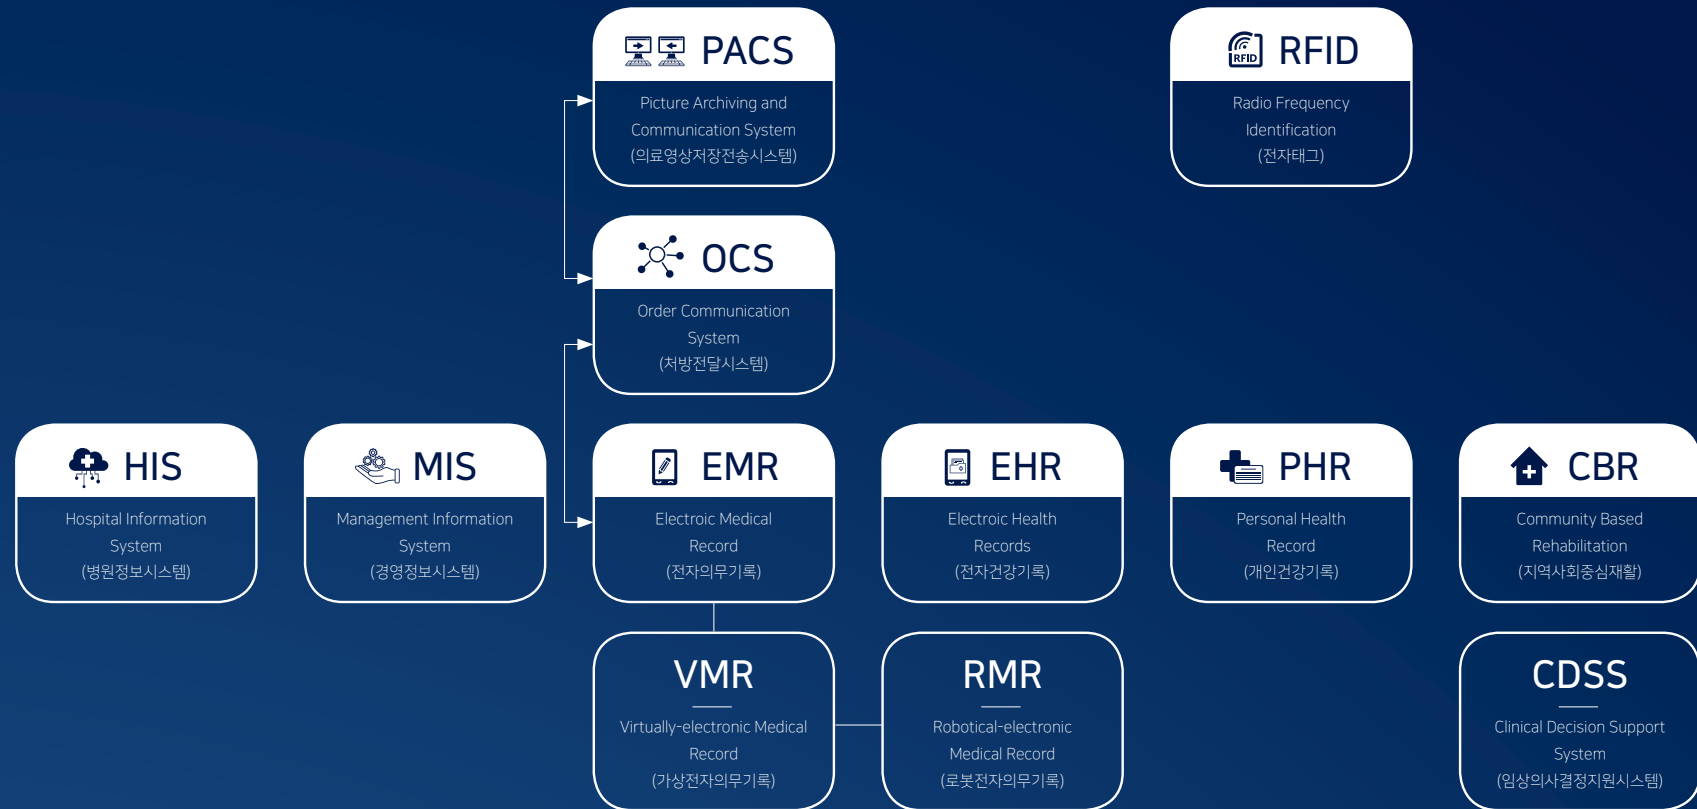 PACS
Picture Archiving and
Communication System
(의료영상저장전송시스템)
RFID
RFID
Radio Frequency
Identification
(전자태그)
OCS
Order Communication
System
(처방전달시스템)
HIS
Hospital Information
System
(병원정보시스템)
MIS
Management Information
System
(경영정보시스템)
EMR
Electroic Medical
Record
(전자의무기록)
EHR
Electroic Health
Records
(전자건강기록)
PHR
Personal Health
Record
(개인건강기록)
CBR
Community Based
Rehabilitation
(지역사회중심재활)
VMR
Virtually-electronic Medical
Record
(가상전자의무기록)
RMR
Robotical-electronic
Medical Record
(로봇전자의무기록)
CDSS
Clinical Decision Support
System
(임상의사결정지원시스템)